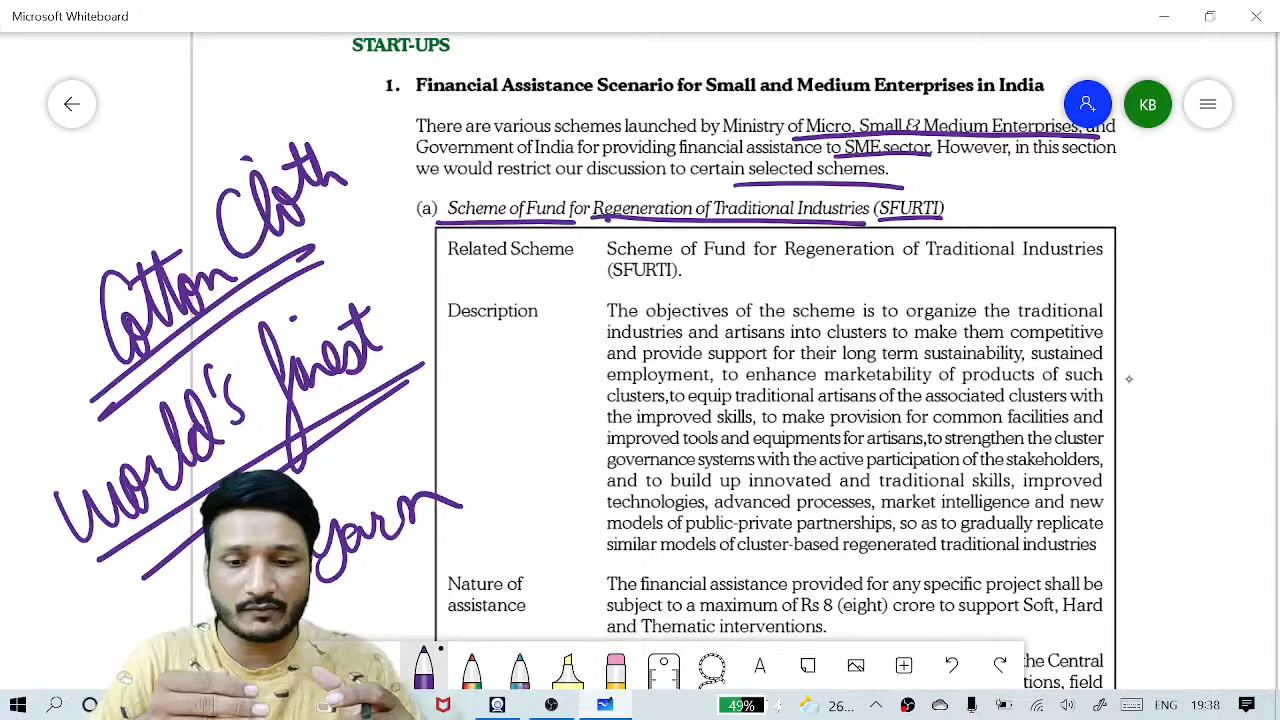 Microsoft Whiteboard
START-UPS
1. Financial Assistance Scenario for Small and Medium Enterprises in India
KB
There are various schemes launched by Ministry of Micro, Small & Medium Enterprises, and
Government of India for providing financial assistance to SME sector. However, in this section
we would restrict our discussion to certain selected schemes.
(a) Scheme of Fund for Regeneration of Traditional Industries (SFURTI)
Related Scheme Scheme of Fund for Regeneration of Traditional Industries
(SFURTI).
Description The objectives of the scheme is to organize the traditional
industries and artisans into clusters to make them competitive
and provide support for their long term sustainability, sustained
employment, to enhance marketability of products of such
clusters,to equip traditional artisans of the associated clusters with
the improved skills, to make provision for common facilities and
improved tools and equipments for artisans,to strengthen the cluster
governance systems with the active participation of the stakeholders,
and to build up innovated and traditional skills, improved
technologies, advanced processes, market intelligence and new
models of public-private partnerships, so as to gradually replicate
similar models of cluster-based regenerated traditional industries
Nature of The financial assistance provided for any specific project shall be
assistance subject to a maximum of Rs 8 (eight) crore to support Soft, Hard
and Thematic interventions.
the Central
tions, field
Cotton Cloth
World's finest
yarn
49%
26...
ENG
19:38